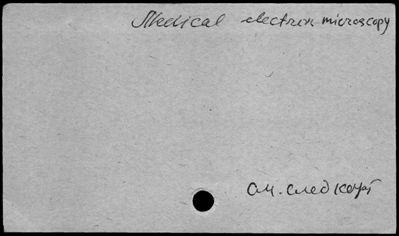 Medical electron microscopy
см. след карт